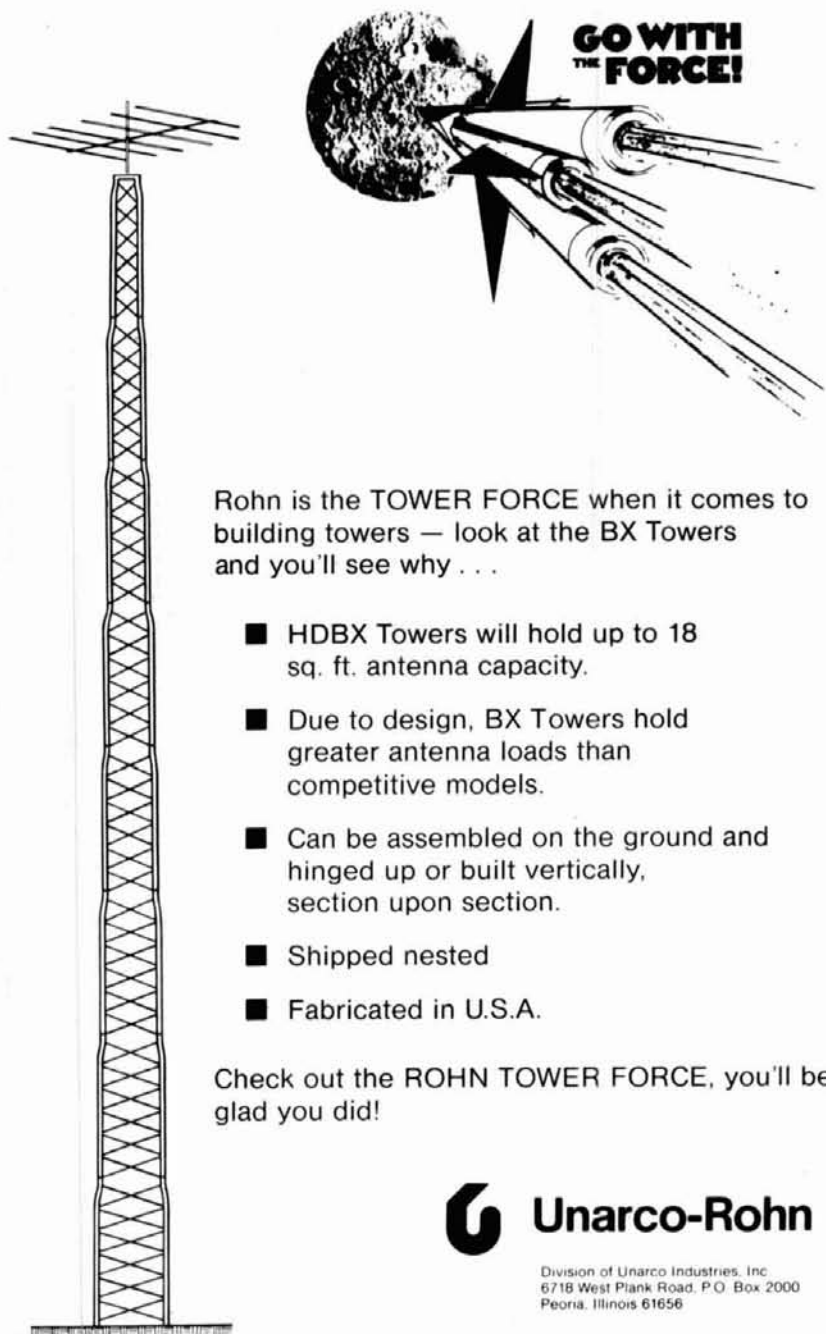 GO WITH
THE FORCE!
Rohn is the TOWER FORCE when it comes to
building towers — look at the BX Towers
and you'll see why . . .
■ HDBX Towers will hold up to 18
sq. ft. antenna capacity.
■ Due to design, BX Towers hold
greater antenna loads than
competitive models.
■ Can be assembled on the ground and
hinged up or built vertically,
section upon section.
■ Shipped nested
■ Fabricated in U.S.A.
Check out the ROHN TOWER FORCE, you'll be
glad you did!
Unarco-Rohn
Division of Unarco Industries, Inc
6718 West Plank Road, P.O. Box 2000
Peoria, Illinois 61656